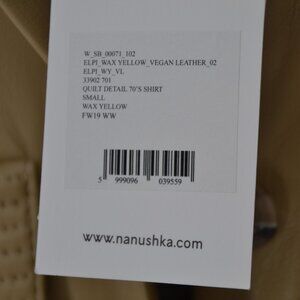 W_SB_00071_102
ELPI_WAX YELLOW_VEGAN LEATHER_02
ELPI_WY_VL
33902 701
QUILT DETAIL 70'S SHIRT
SMALL
WAX YELLOW
FW19 WW
5 999096 039559
www.nanushka.com